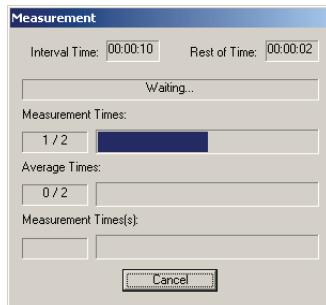 Measurement
Interval Time: 00:00:10 Rest of Time: 00:00:02
Waiting...
Measurement Times:
1 / 2
Average Times:
0 / 2
Measurement Times(s):
Cancel